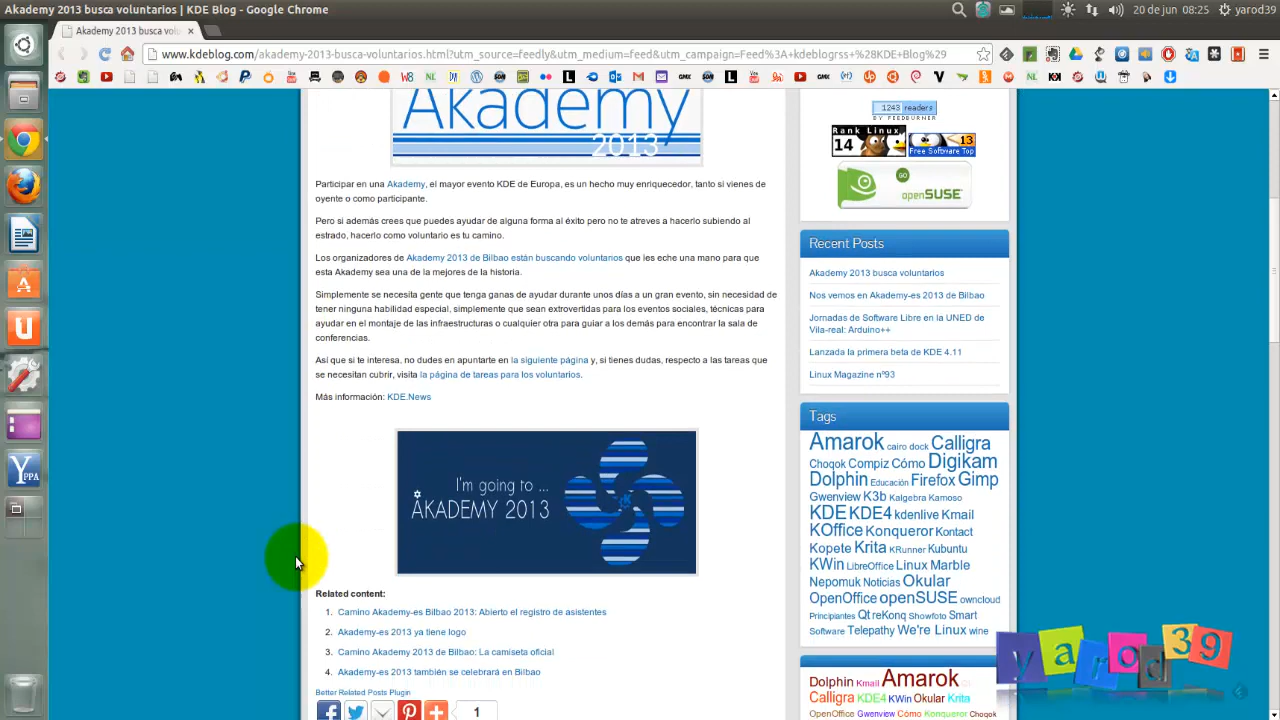 Akademy 2013 busca voluntarios | KDE Blog - Google Chrome
20 de jun 08:25
yarod39
Akademy 2013 busca vol
www.kdeblog.com/akademy-2013-busca-voluntarios.html?utm_source=feedly&utm_medium=feed&utm_campaign=Feed%3A+kdeblogrss+%28KDE+Blog%29
Akademy
2013
Participar en una Akademy, el mayor evento KDE de Europa, es un hecho muy enriquecedor, tanto si vienes de
oyente o como participante.
Pero si además crees que puedes ayudar de alguna forma al éxito pero no te atreves a hacerlo subiendo al
estrado, hacerlo como voluntario es tu camino.
Los organizadores de Akademy 2013 de Bilbao están buscando voluntarios que les eche una mano para que
esta Akademy sea una de la mejores de la historia.
Simplemente se necesita gente que tenga ganas de ayudar durante unos días a un gran evento, sin necesidad de
tener ninguna habilidad especial, simplemente que sean extrovertidas para los eventos sociales, técnicas para
ayudar en el montaje de las infraestructuras o cualquier otra para guiar a los demás para encontrar la sala de
conferencias.
Así que si te interesa, no dudes en apuntarte en la siguiente página y, si tienes dudas, respecto a las tareas que
se necesitan cubrir, visita la página de tareas para los voluntarios.
Más información: KDE.News
I'm going to ...
AKADEMY 2013
Related content:
1. Camino Akademy-es Bilbao 2013: Abierto el registro de asistentes
2. Akademy-es 2013 ya tiene logo
3. Camino Akademy 2013 de Bilbao: La camiseta oficial
4. Akademy-es 2013 también se celebrará en Bilbao
Better Related Posts Plugin
1
1243 readers
BY FEEDBURNER
Rank Linux
14
13
Free Software Top
GO
openSUSE
Recent Posts
Akademy 2013 busca voluntarios
Nos vemos en Akademy-es 2013 de Bilbao
Jornadas de Software Libre en la UNED de
Vila-real: Arduino++
Lanzada la primera beta de KDE 4.11
Linux Magazine nº93
Tags
Amarok cairo dock Calligra
Choqok Compiz Cómo Digikam
Dolphin Educación Firefox Gimp
Gwenview K3b Kalgebra Kamoso
KDE KDE4 kdenlive Kmail
KOffice Konqueror Kontact
Kopete Krita KRunner Kubuntu
KWin LibreOffice Linux Marble
Nepomuk Noticias Okular
OpenOffice openSUSE owncloud
Principiantes Qt reKonq Showfoto Smart
Software Telepathy We're Linux wine
Dolphin Kmail Amarok
Calligra KDE4 KWin Okular Krita
OpenOffice Gwenview Cómo Konqueror Choqok
yarod39